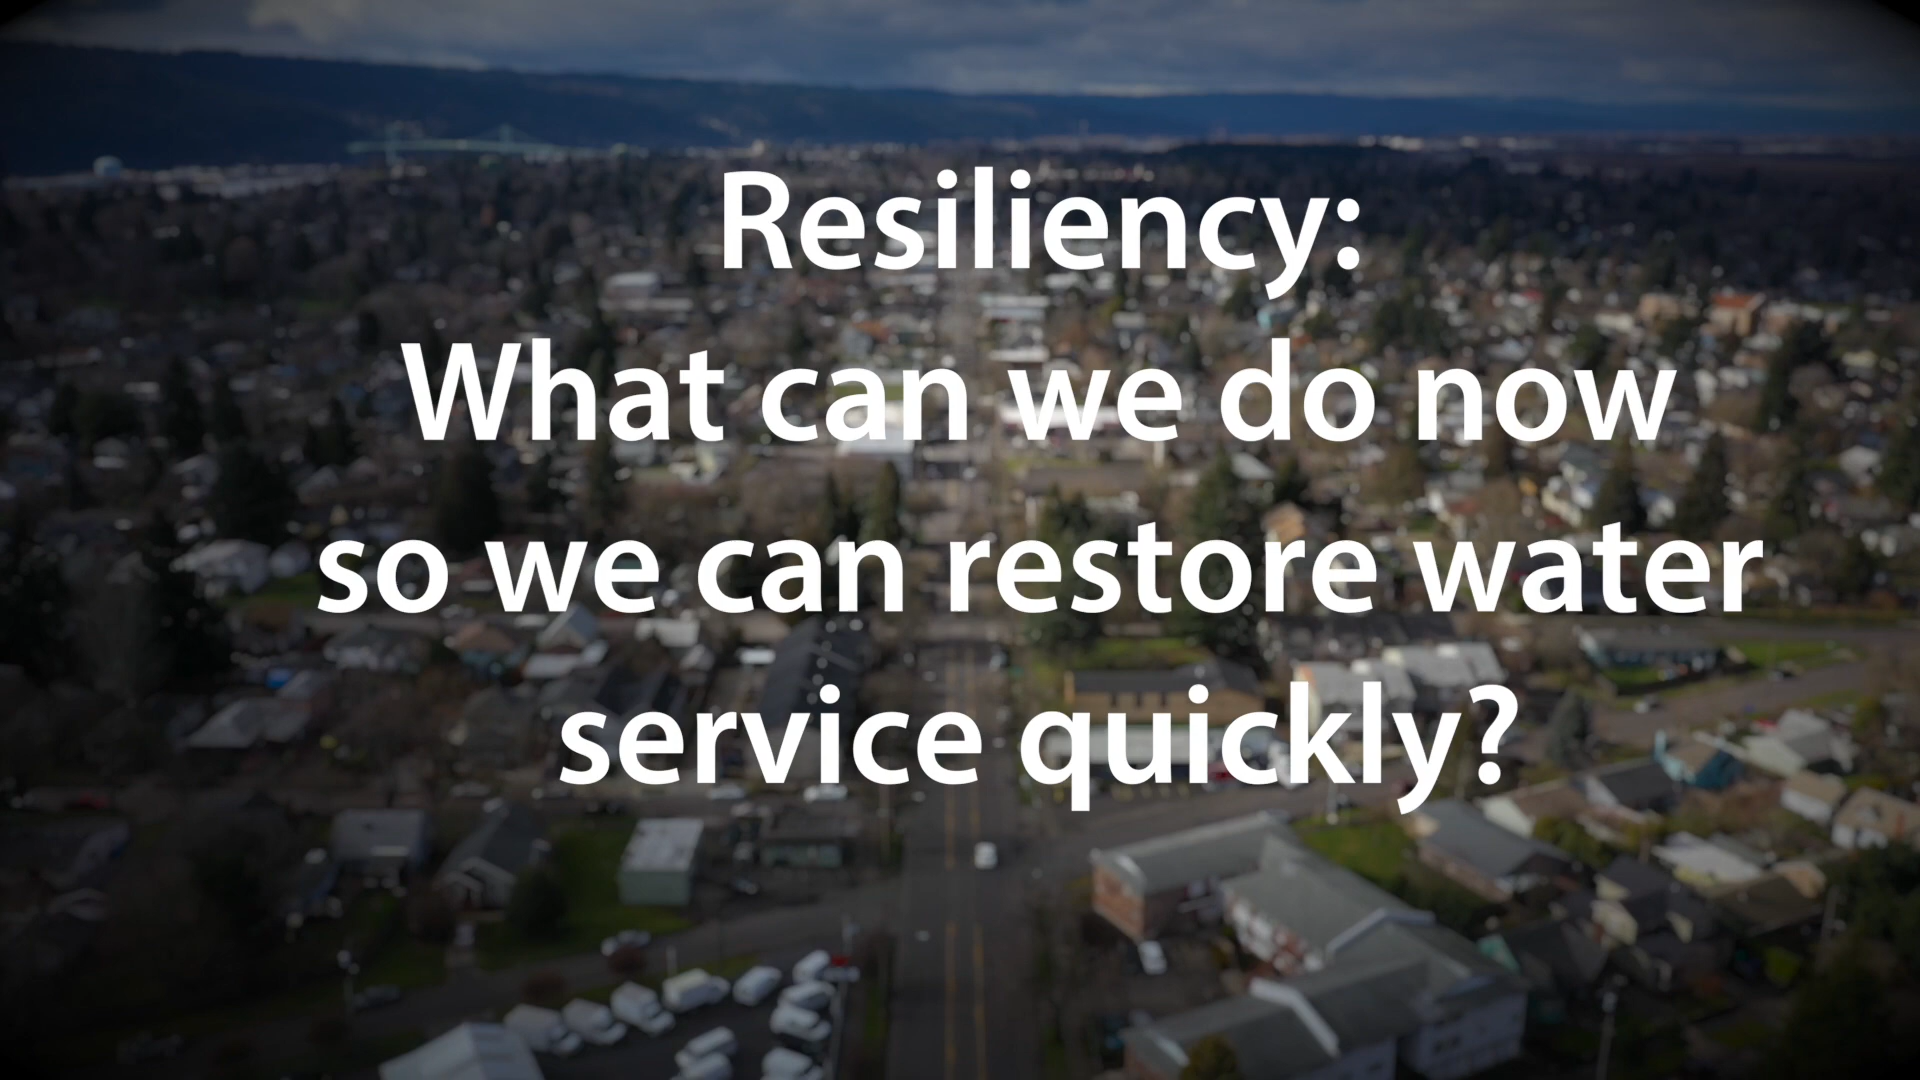 Resiliency:
What can we do now
so we can restore water
service quickly?